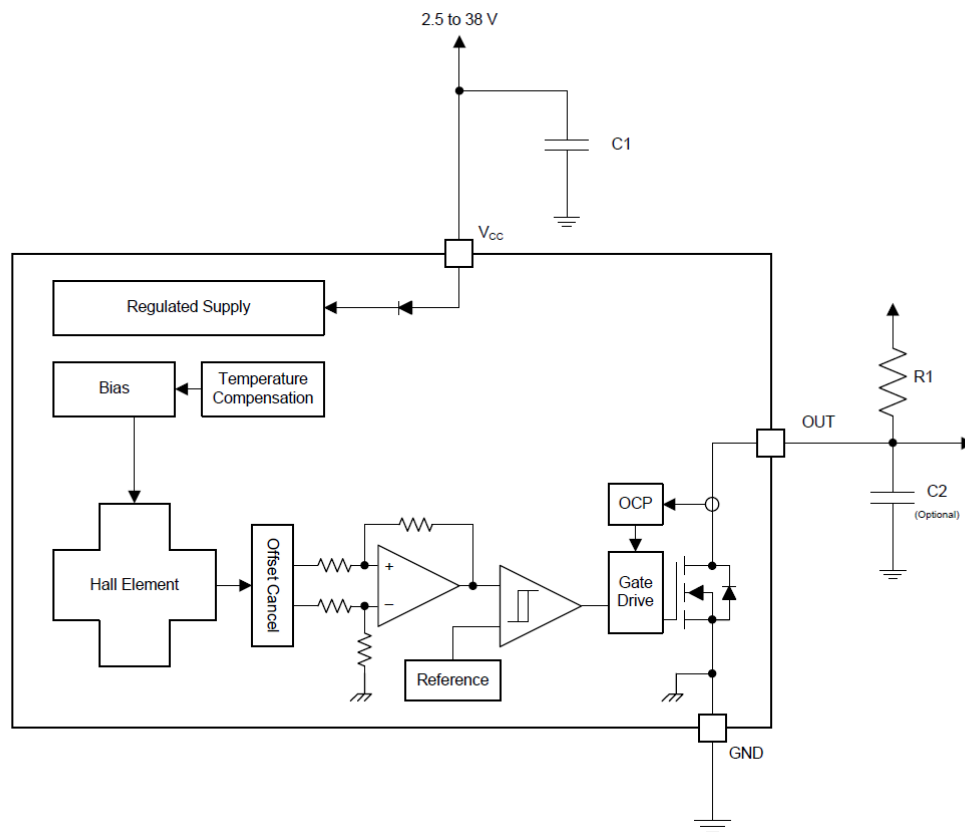 2.5 to 38 V
C1
VCC
Regulated Supply
Bias
Temperature
Compensation
R1
OUT
C2
(Optional)
OCP
Hall Element
Offset Cancel
+
–
Gate
Drive
Reference
GND